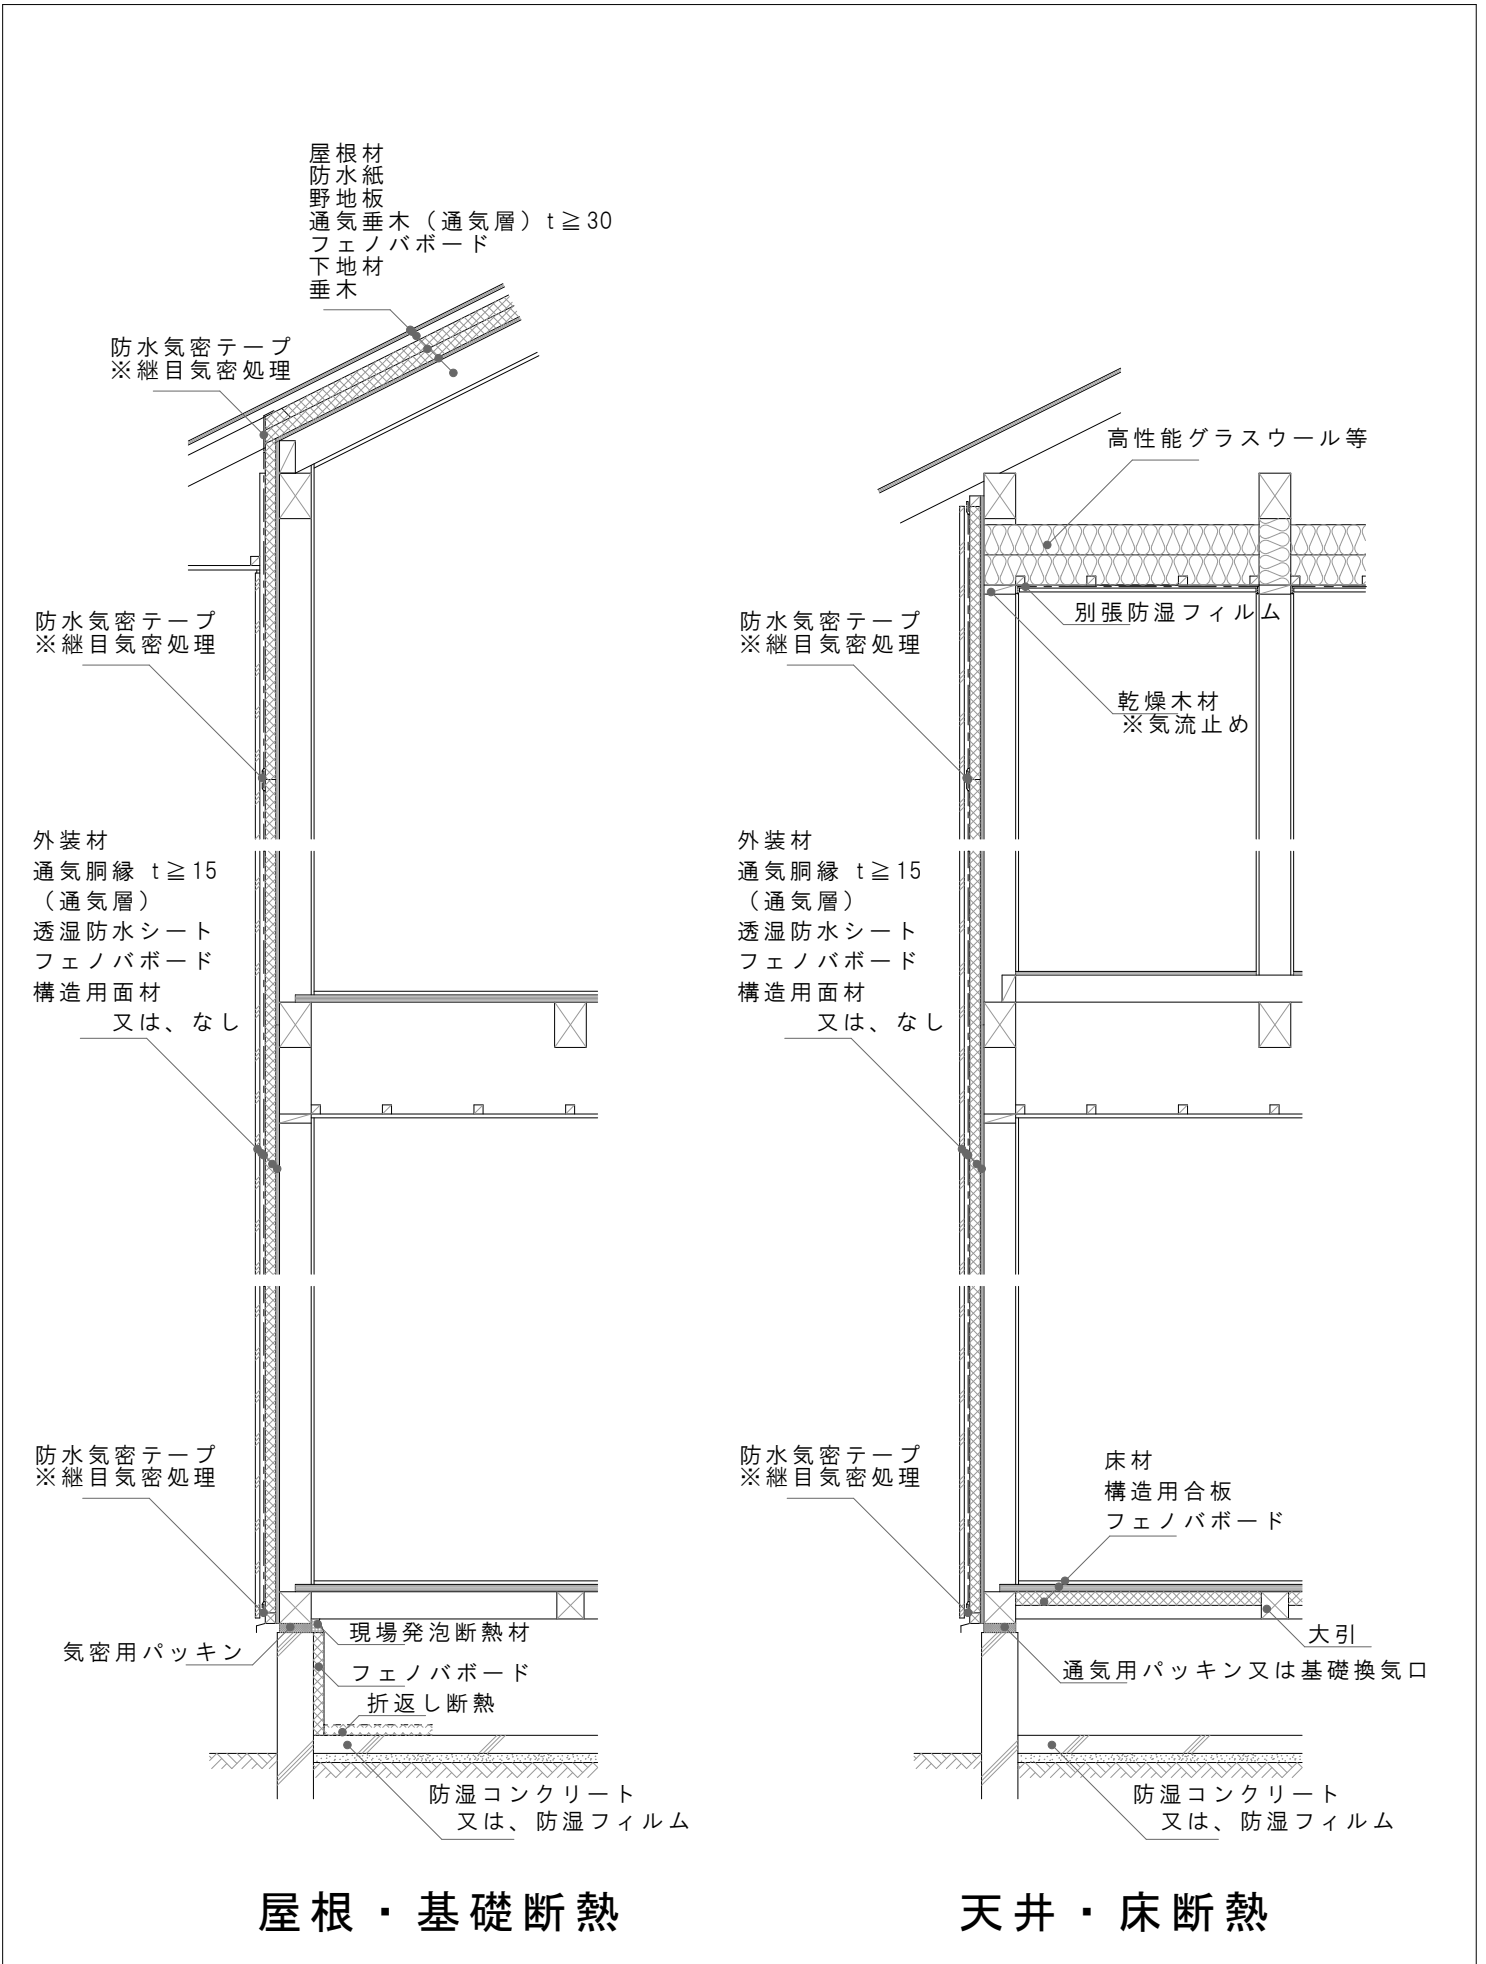 屋根材
防水紙
野地板
通気垂木（通気層）t≧30
フェノバボード
下地材
垂木
防水気密テープ
※継目気密処理
防水気密テープ
※継目気密処理
外装材
通気胴縁 t≧15
（通気層）
透湿防水シート
フェノバボード
構造用面材
又は、なし
防水気密テープ
※継目気密処理
気密用パッキン
現場発泡断熱材
フェノバボード
折返し断熱
防湿コンクリート
又は、防湿フィルム
屋根・基礎断熱
高性能グラスウール等
別張防湿フィルム
乾燥木材
※気流止め
防水気密テープ
※継目気密処理
外装材
通気胴縁 t≧15
（通気層）
透湿防水シート
フェノバボード
構造用面材
又は、なし
防水気密テープ
※継目気密処理
床材
構造用合板
フェノバボード
大引
通気用パッキン又は基礎換気口
防湿コンクリート
又は、防湿フィルム
天井・床断熱